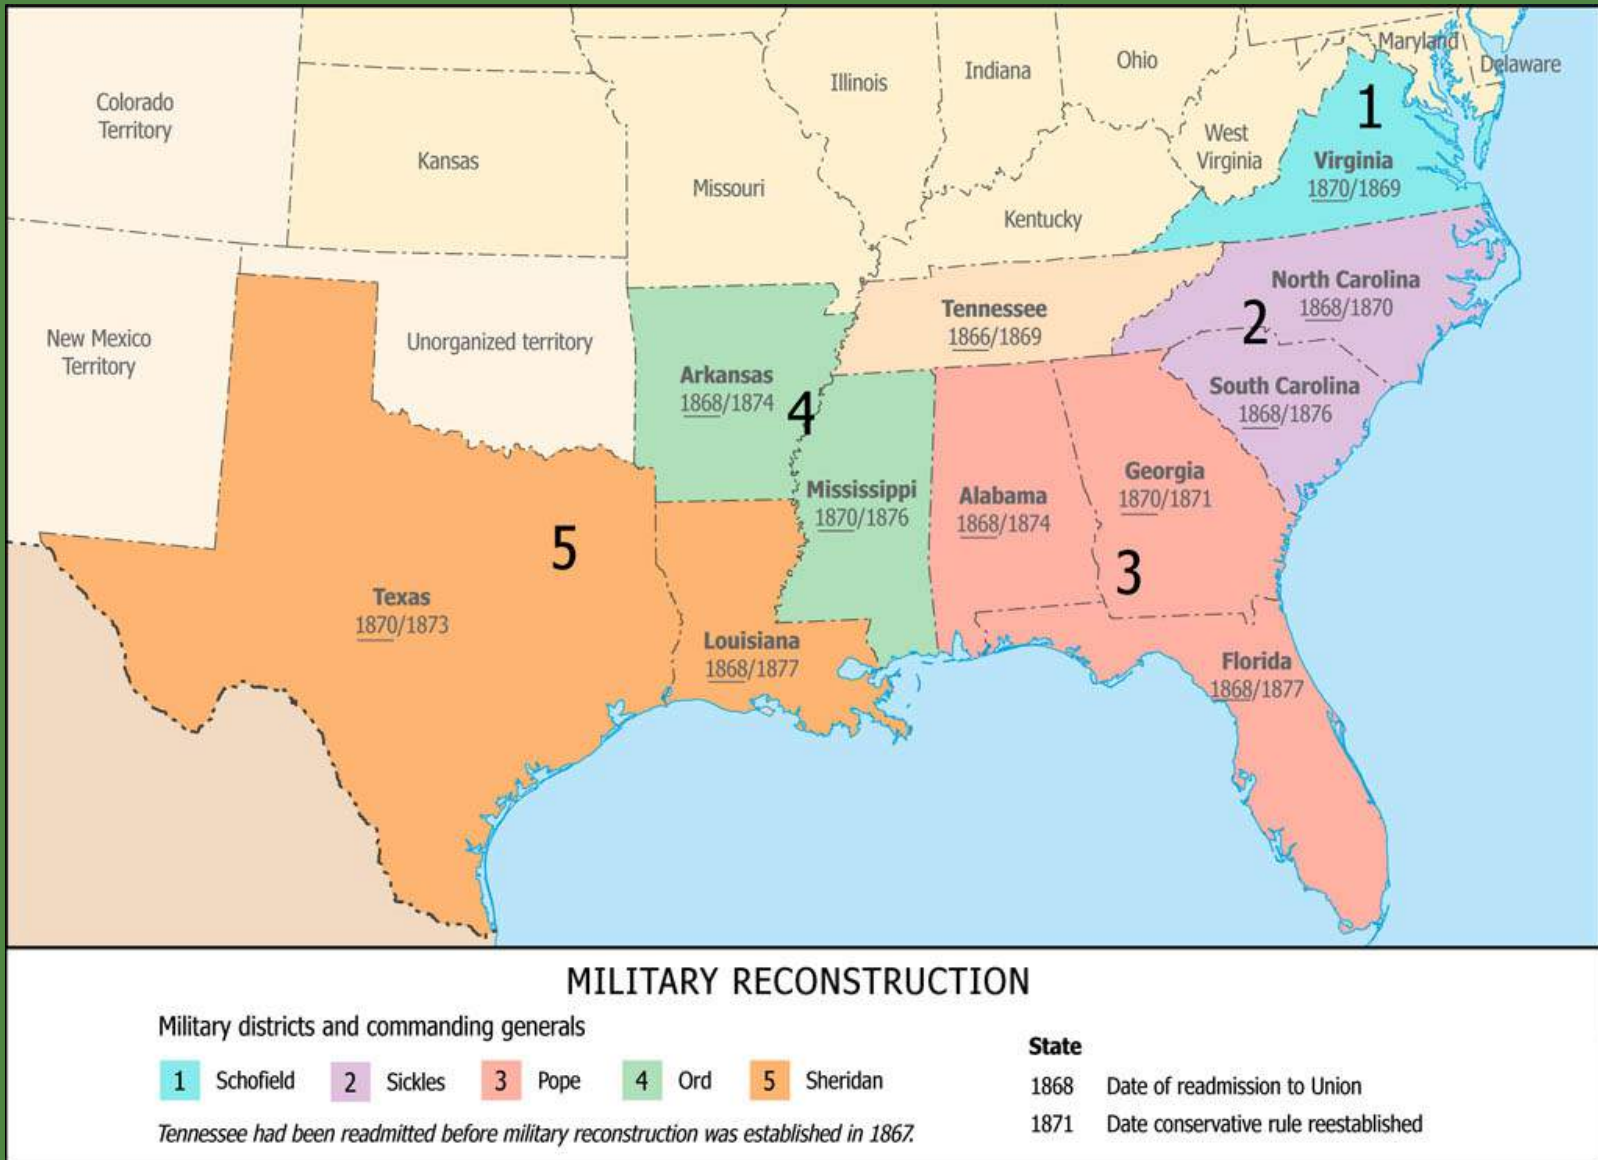 Maryland
Delaware
Ohio
Indiana
Illinois
Colorado
Territory
Kansas
Missouri
West
Virginia
Kentucky
1
Virginia
1870/1869
North Carolina
1868/1870
2
South Carolina
1868/1876
Tennessee
1866/1869
New Mexico
Territory
Unorganized territory
Arkansas
1868/1874
4
Mississippi
1870/1876
Alabama
1868/1874
Georgia
1870/1871
3
5
Texas
1870/1873
Louisiana
1868/1877
Florida
1868/1877
MILITARY RECONSTRUCTION
Military districts and commanding generals
1 Schofield 2 Sickles 3 Pope 4 Ord 5 Sheridan
Tennessee had been readmitted before military reconstruction was established in 1867.
State
1868 Date of readmission to Union
1871 Date conservative rule reestablished